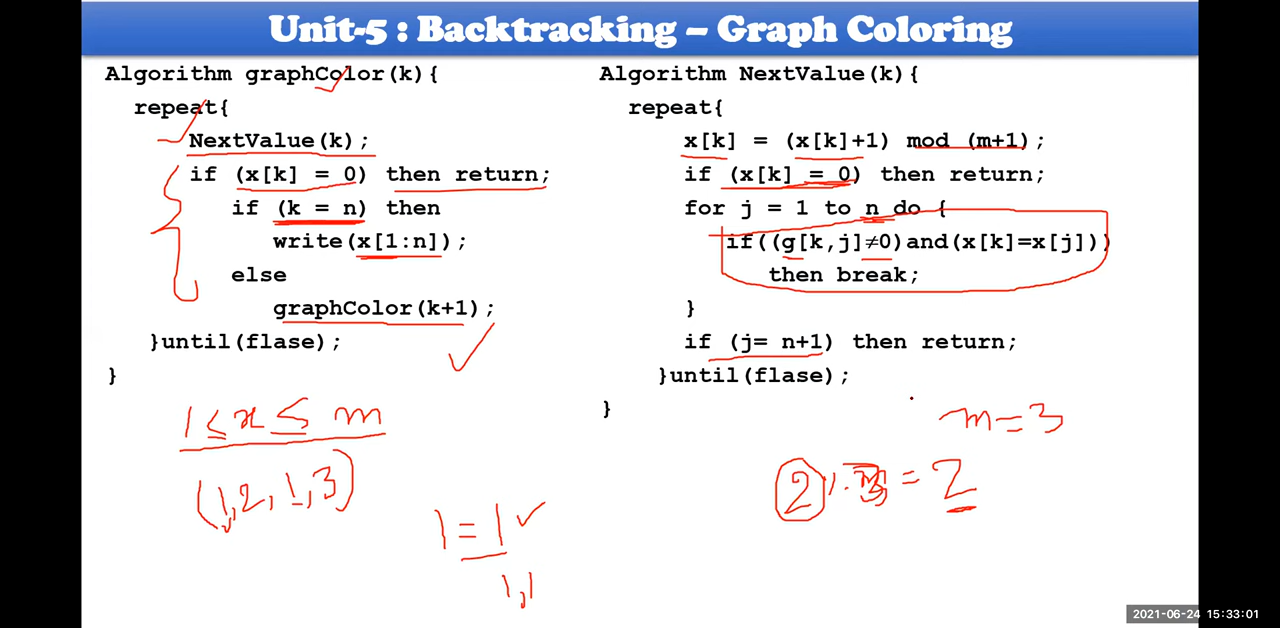 Unit-5 : Backtracking – Graph Coloring
Algorithm graphColor(k){
repeat{
NextValue(k);
if (x[k] = 0) then return;
if (k = n) then
write(x[1:n]);
else
graphColor(k+1);
}until(flase);
}
1 ≤ x ≤ m
(1,2,1,3)
1 = 1
1,1
Algorithm NextValue(k){
repeat{
x[k] = (x[k]+1) mod (m+1);
if (x[k] = 0) then return;
for j = 1 to n do {
if((g[k,j]≠0)and(x[k]=x[j]))
then break;
}
if (j= n+1) then return;
}until(flase);
}
m=3
2 = 2
2021-06-24 15:33:01